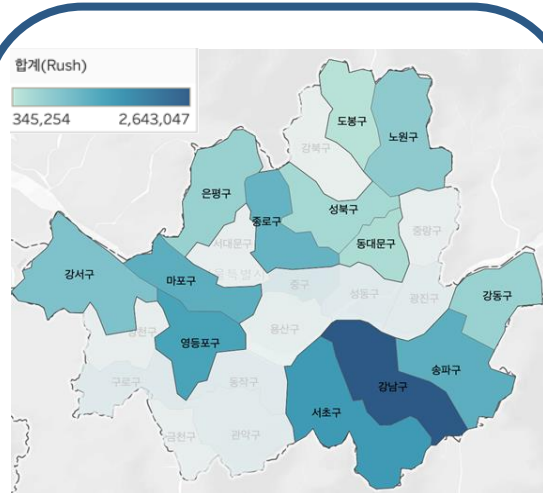 합계(Rush)
345,254 2,643,047
도봉구
노원구
강북구
은평구
성북구
종로구
중랑구
서대문구
동대문구
강서구
마포구
중구
성동구
광진구
강동구
용산구
영등포구
송파구
강남구
구로구
동작구
서초구
금천구
관악구